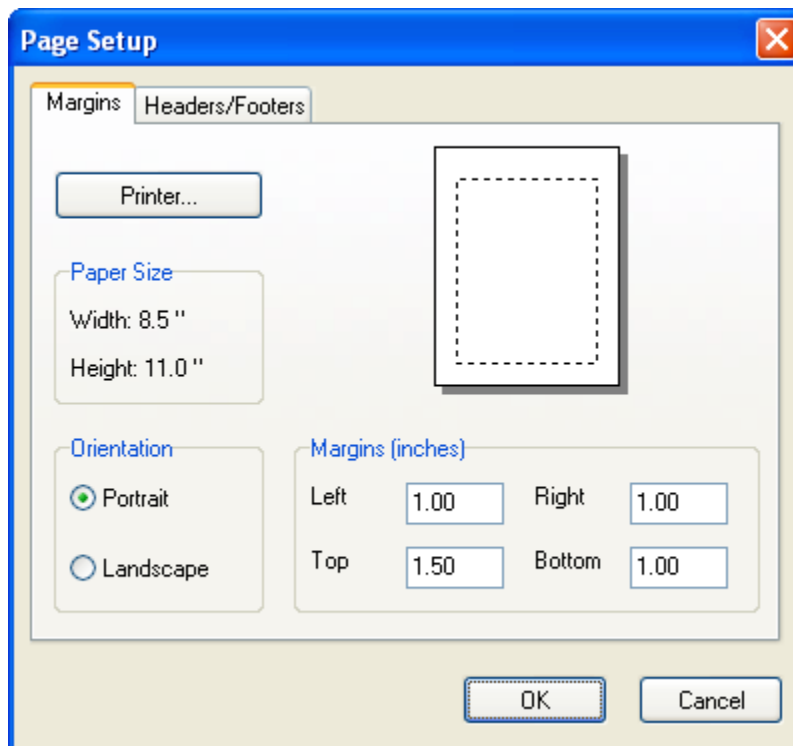 Page Setup
Margins Headers/Footers
Printer...
Paper Size
Width: 8.5 "
Height: 11.0 "
Orientation
Portrait
Landscape
Margins (inches)
Left 1.00 Right 1.00
Top 1.50 Bottom 1.00
OK Cancel